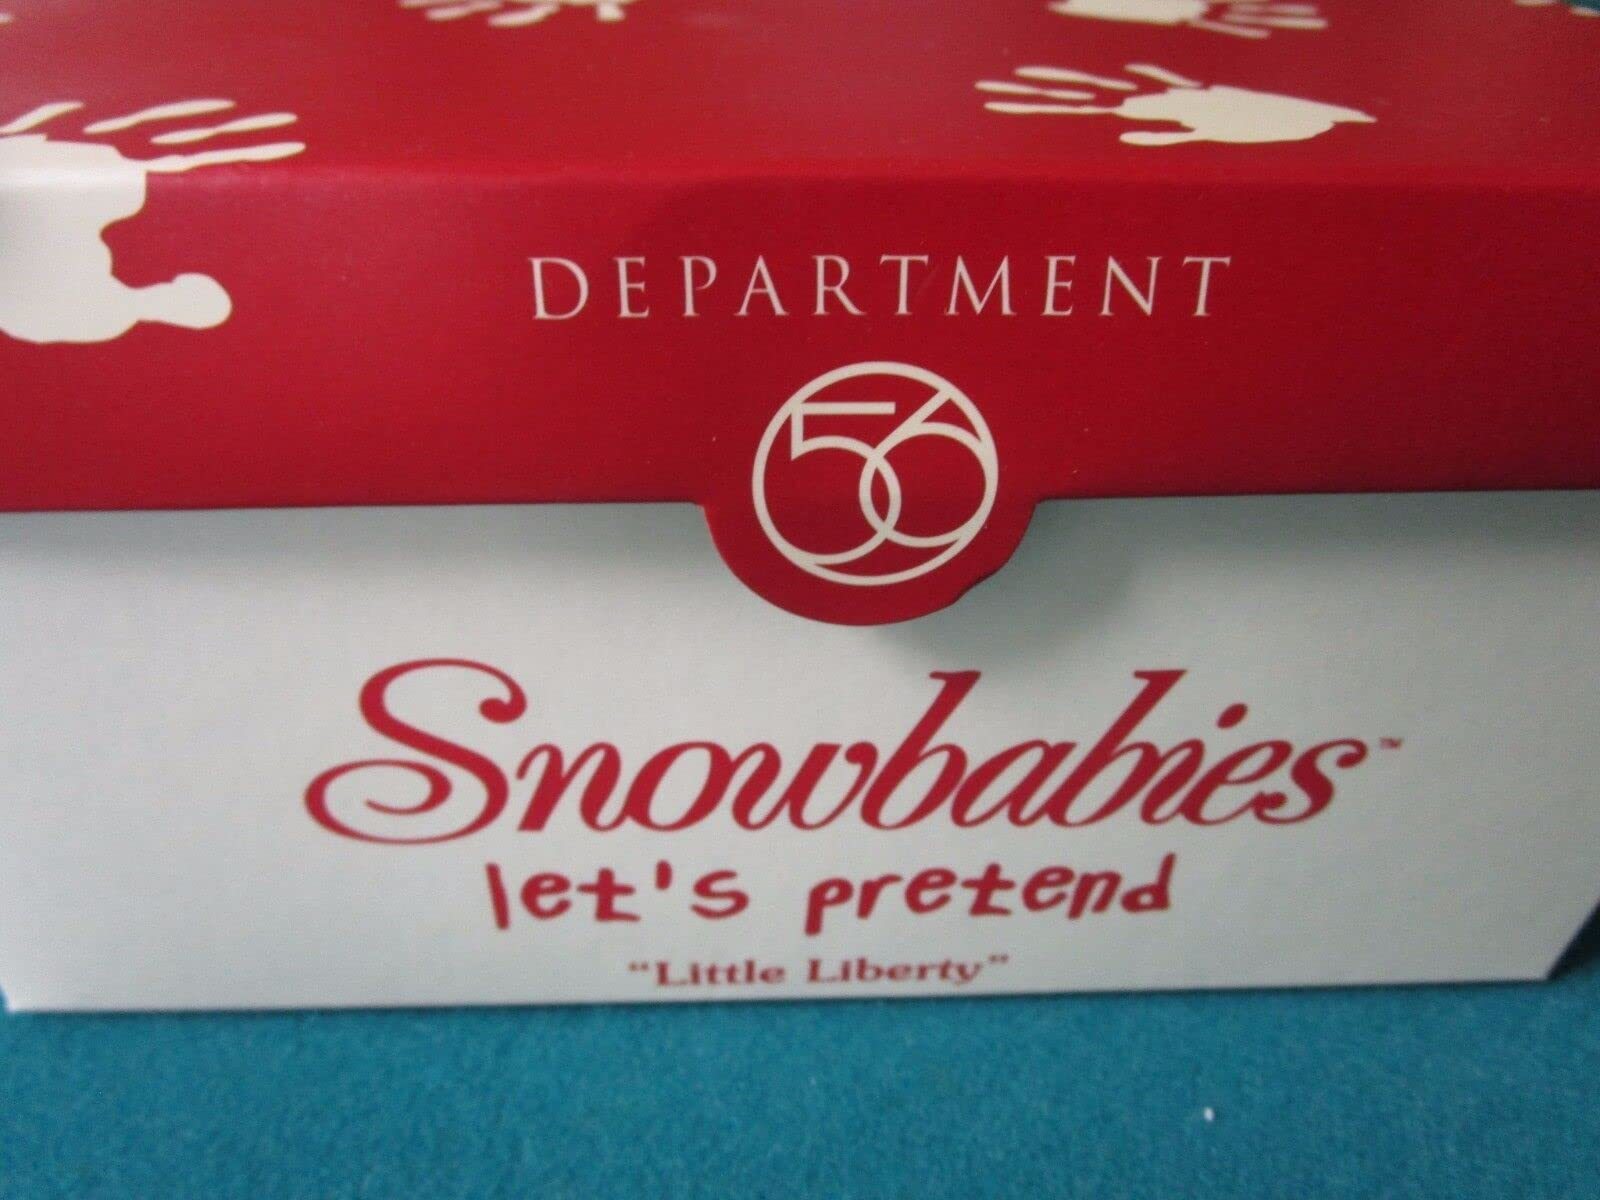 DEPARTMENT
56
Snowbabies™
let's pretend
"Little Liberty"